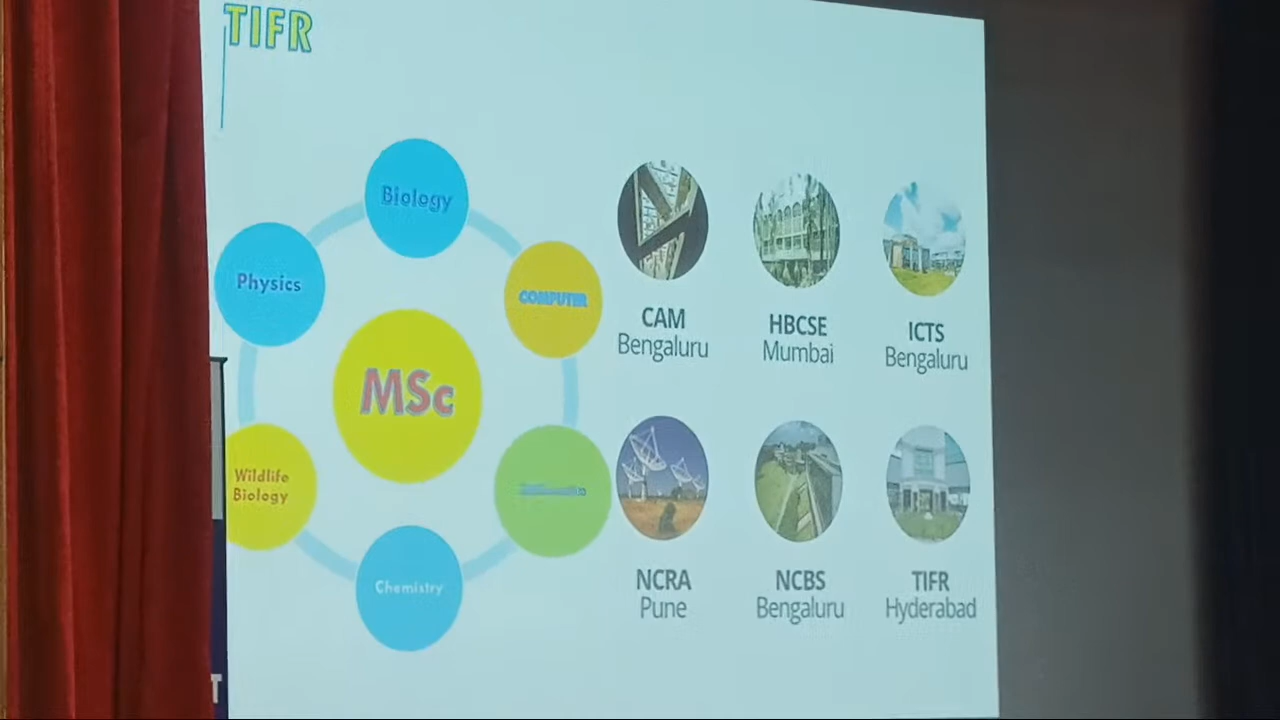 TIFR
Biology
Physics
COMPUTER
MSc
Wildlife
Biology
Chemistry
CAM
Bengaluru
HBCSE
Mumbai
ICTS
Bengaluru
NCRA
Pune
NCBS
Bengaluru
TIFR
Hyderabad
T